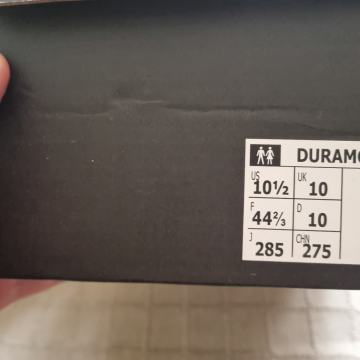 DURAMO
US 10½ UK 10
F 44⅔ D 10
J 285 CHN 275